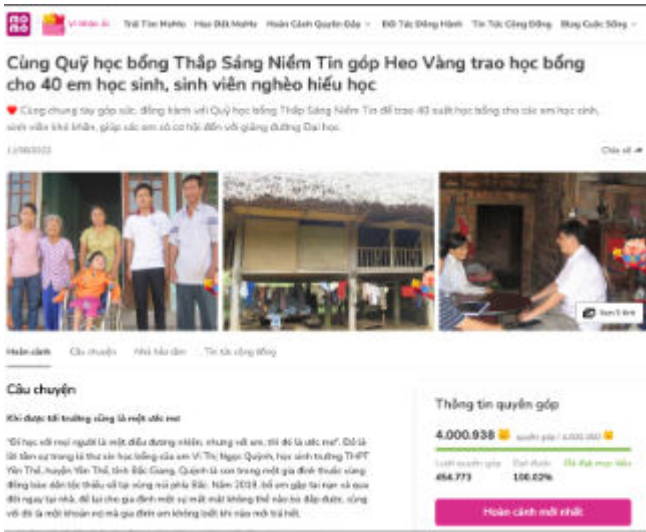 mo mo
Ví Nhân Ái Trái Tim MoMo Heo Đất MoMo Hoàn Cảnh Quyên Góp Đối Tác Đồng Hành Tin Tức Cộng Đồng Blog Cuộc Sống
Cùng Quỹ học bổng Thắp Sáng Niềm Tin góp Heo Vàng trao học bổng
cho 40 em học sinh, sinh viên nghèo hiếu học
Cùng chung tay góp sức, đồng hành với Quỹ học bổng Thắp Sáng Niềm Tin để trao 40 suất học bổng cho các em học sinh,
sinh viên khó khăn, giúp các em có cơ hội đến với giảng đường Đại học.
Chia sẻ
Xem 5 ảnh
Hoàn cảnh Câu chuyện Nhà hảo tâm Tin tức cộng đồng
Câu chuyện
Khi được tới trường cũng là một ước mơ
"Đi học với mọi người là một điều đương nhiên, nhưng với em, thì đó là ước mơ". Đó là
lời tâm sự trong lá thư xin học bổng của em Vi Thị Ngọc Quỳnh, học sinh trường THPT
Yên Thế, huyện Yên Thế, tỉnh Bắc Giang. Quỳnh là con trong một gia đình thuộc vùng
đồng bào dân tộc thiểu số tại vùng núi phía Bắc. Năm 2018, bố em gặp tai nạn và qua
đời ngay tại nhà, để lại cho gia đình một sự mất mát không thể nào bù đắp được, cùng
với đó là một khoản nợ mà gia đình em không biết khi nào mới trả hết.
Thông tin quyên góp
4.000.938 quyên góp / 4.000.000
Lượt quyên góp Đạt được Đã đạt mục tiêu
454.773 100.02%
Hoàn cảnh mới nhất